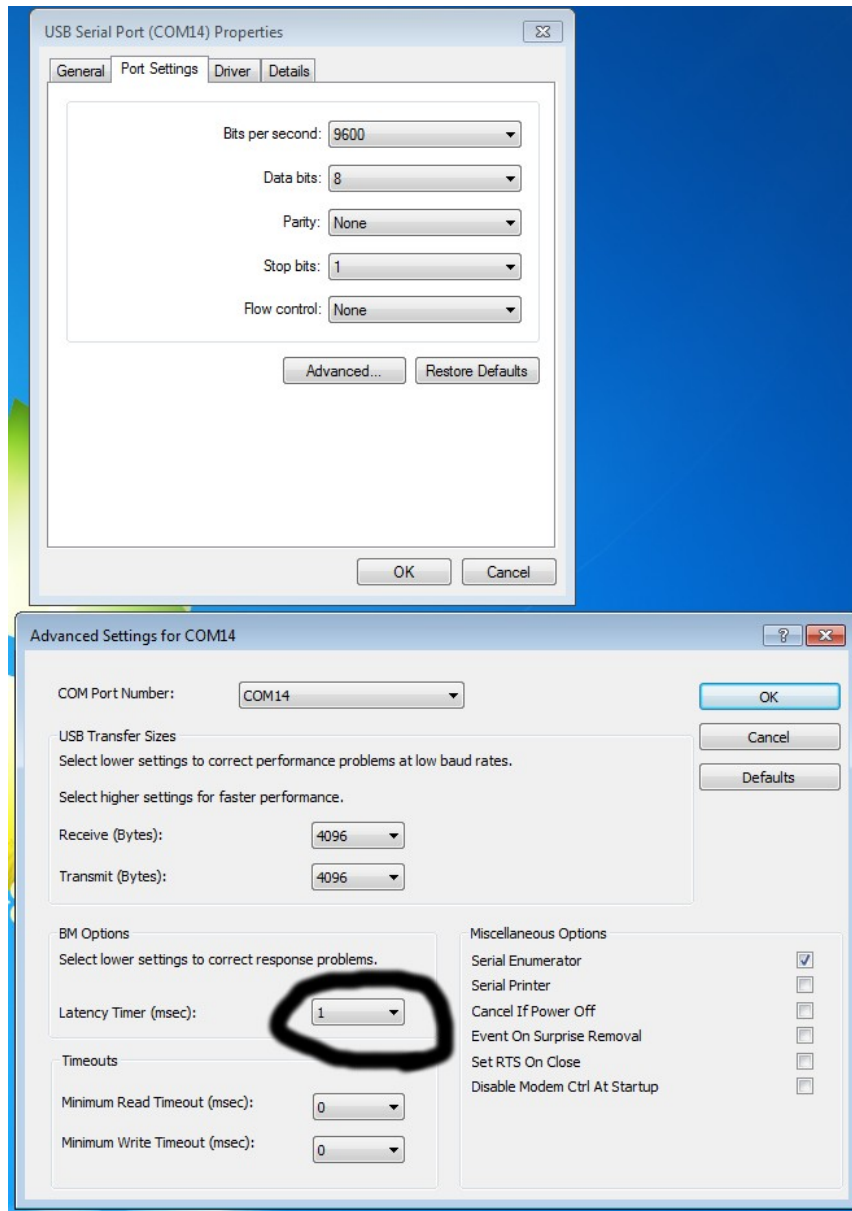 USB Serial Port (COM14) Properties
General Port Settings Driver Details
Bits per second: 9600
Data bits: 8
Parity: None
Stop bits: 1
Flow control: None
Advanced... Restore Defaults
OK Cancel
Advanced Settings for COM14
?
COM Port Number: COM14
OK
USB Transfer Sizes
Cancel
Select lower settings to correct performance problems at low baud rates.
Defaults
Select higher settings for faster performance.
Receive (Bytes): 4096
Transmit (Bytes): 4096
BM Options
Select lower settings to correct response problems.
Latency Timer (msec): 1
Timeouts
Minimum Read Timeout (msec): 0
Minimum Write Timeout (msec): 0
Miscellaneous Options
Serial Enumerator
Serial Printer
Cancel If Power Off
Event On Surprise Removal
Set RTS On Close
Disable Modem Ctrl At Startup